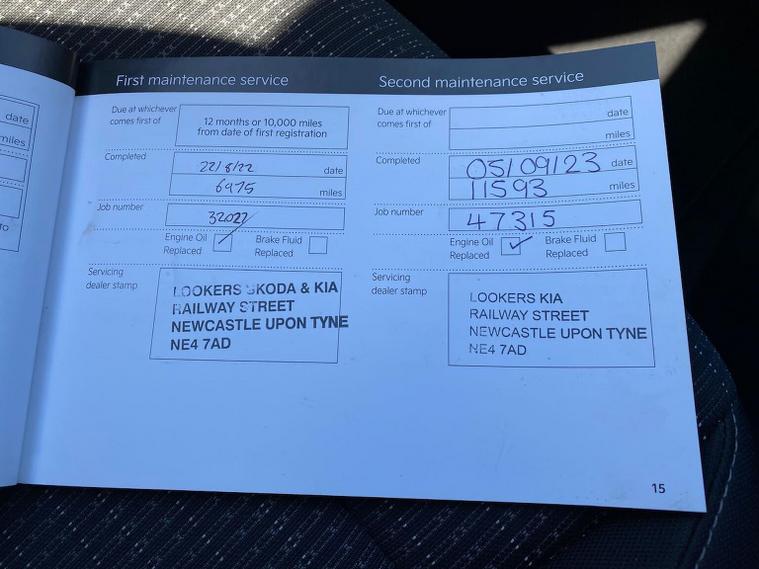 date
miles
TO
First maintenance service
Due at whichever comes first of
12 months or 10,000 miles
from date of first registration
Completed
22/8/22 date
6975 miles
Job number
32027
Engine Oil Replaced
Brake Fluid Replaced
Servicing dealer stamp
LOOKERS SKODA & KIA
RAILWAY STREET
NEWCASTLE UPON TYNE
NE4 7AD
Second maintenance service
Due at whichever comes first of
date
miles
Completed
05/09/23 date
11593 miles
Job number
47315
Engine Oil Replaced
Brake Fluid Replaced
Servicing dealer stamp
LOOKERS KIA
RAILWAY STREET
NEWCASTLE UPON TYNE
NE4 7AD
15